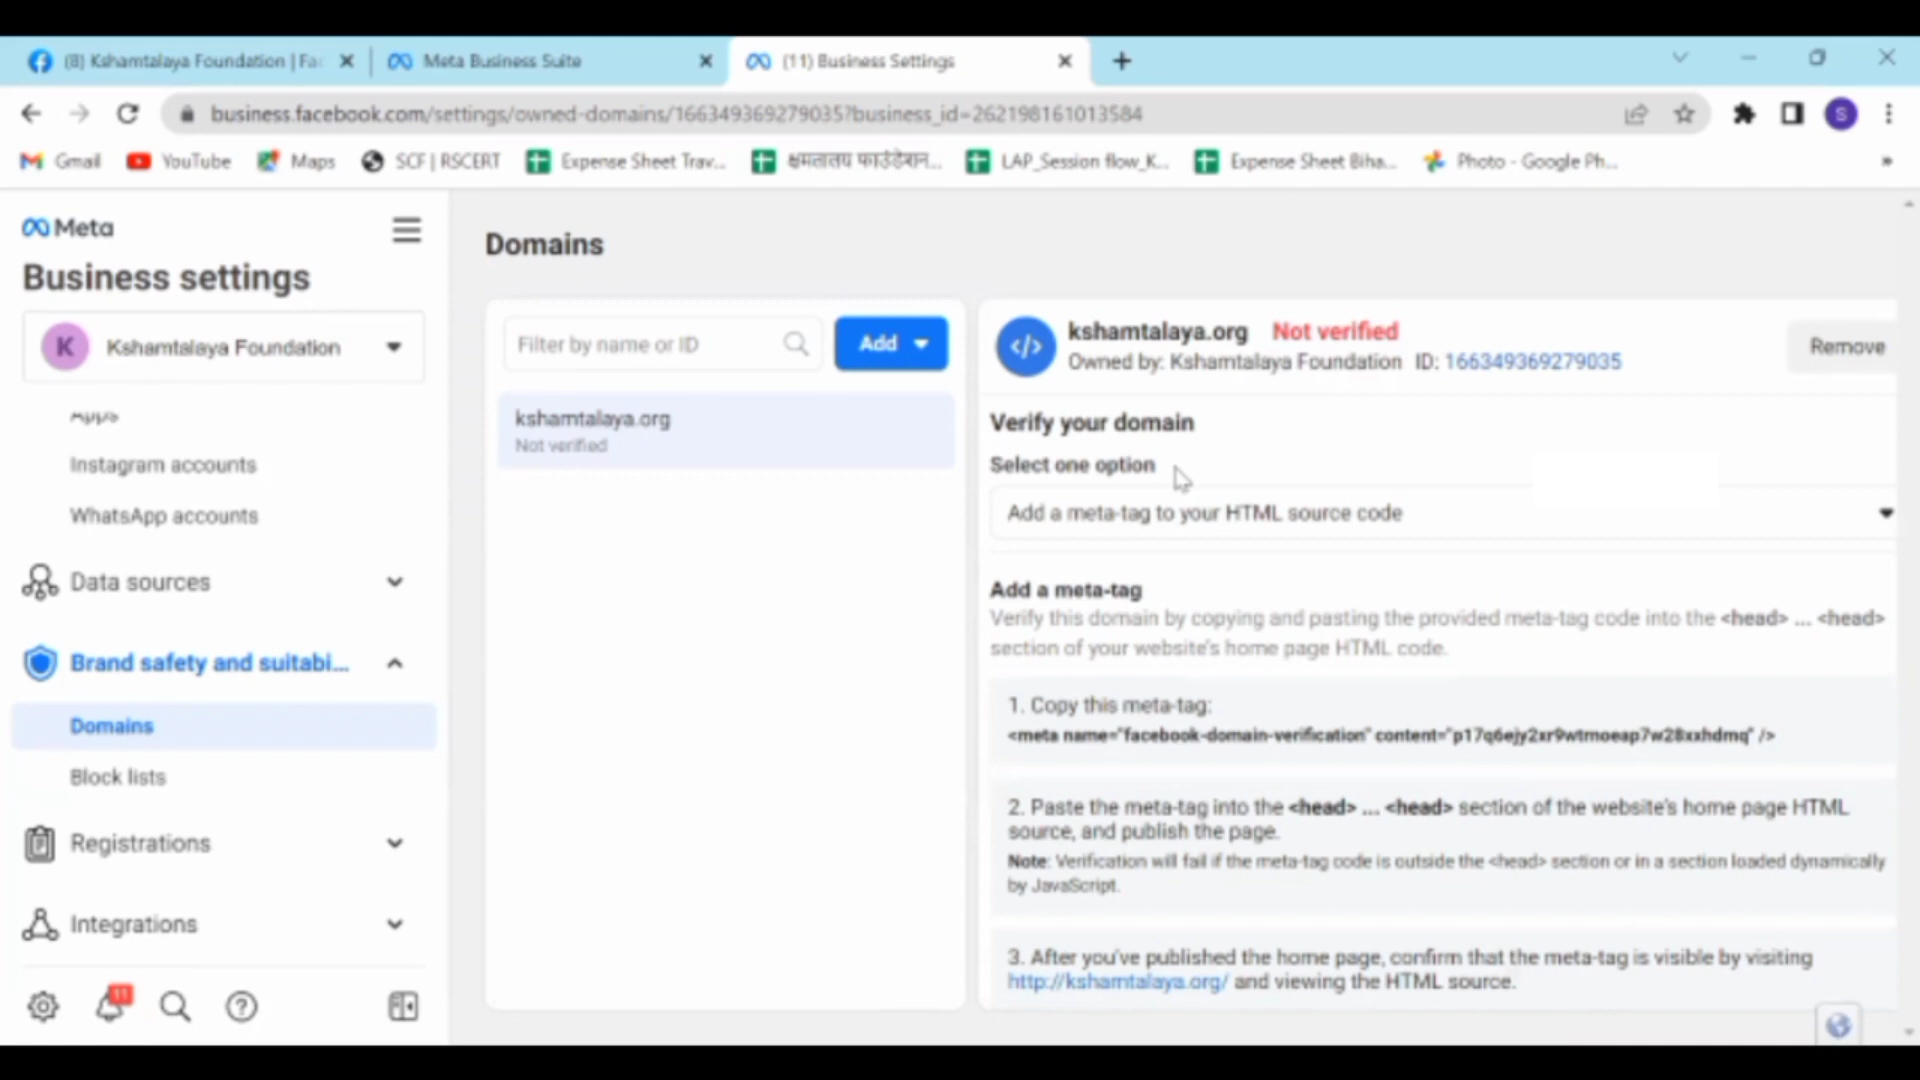 (8) Kshamtalaya Foundation | Fac
Meta Business Suite
(11) Business Settings
business.facebook.com/settings/owned-domains/1663493692790​35?business_id=262198161013584
S
Gmail
YouTube
Maps
SCF | RSCERT
Expense Sheet Trav...
क्षमतालय फाउंडेशन...
LAP_Session flow_K...
Expense Sheet Biha...
Photo - Google Ph...
Meta
Business settings
K
Kshamtalaya Foundation
Apps
Instagram accounts
WhatsApp accounts
Data sources
Brand safety and suitabi...
Domains
Block lists
Registrations
Integrations
11
Domains
Filter by name or ID
Add
kshamtalaya.org
Not verified
kshamtalaya.org Not verified
Owned by: Kshamtalaya Foundation ID: 166349369279035
Remove
Verify your domain
Select one option
Add a meta-tag to your HTML source code
Add a meta-tag
Verify this domain by copying and pasting the provided meta-tag code into the <head> ... <head>
section of your website's home page HTML code.
1. Copy this meta-tag:
<meta name="facebook-domain-verification" content="p17q6ejy2xr9wtmoeap7w28xxhdmq" />
2. Paste the meta-tag into the <head> ... <head> section of the website's home page HTML
source, and publish the page.
Note: Verification will fail if the meta-tag code is outside the <head> section or in a section loaded dynamically
by JavaScript.
3. After you've published the home page, confirm that the meta-tag is visible by visiting
http://kshamtalaya.org/ and viewing the HTML source.